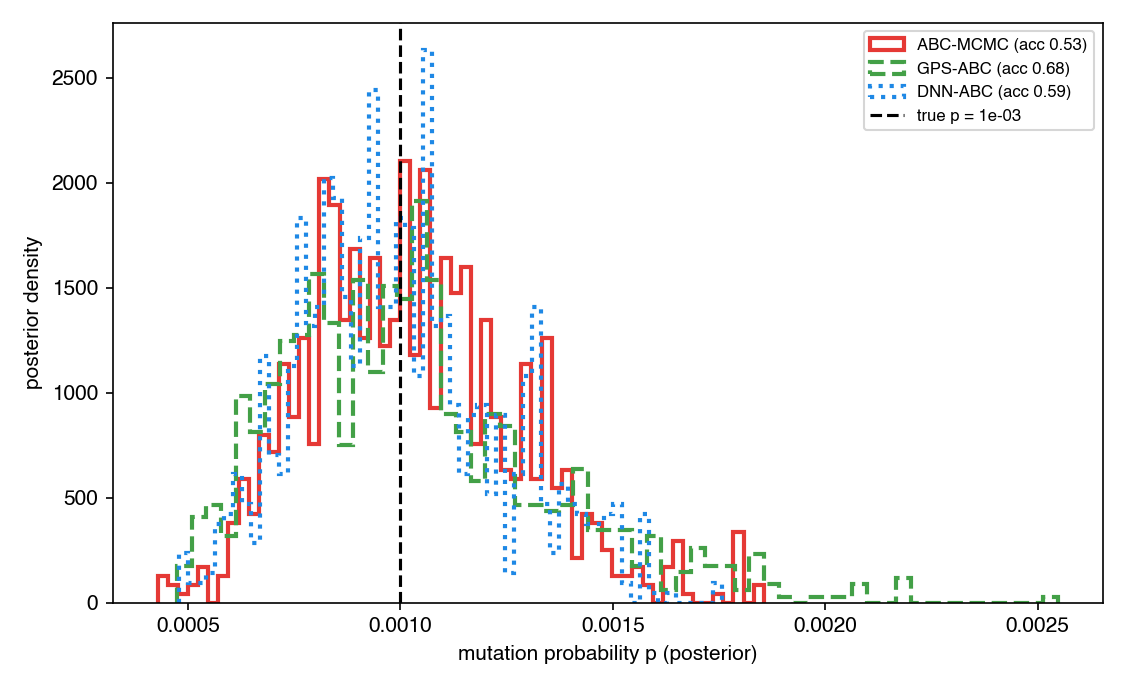 ABC-MCMC (acc 0.53)
GPS-ABC (acc 0.68)
DNN-ABC (acc 0.59)
true p = 1e-03
posterior density
2500
2000
1500
1000
500
0
0.0005 0.0010 0.0015 0.0020 0.0025
mutation probability p (posterior)